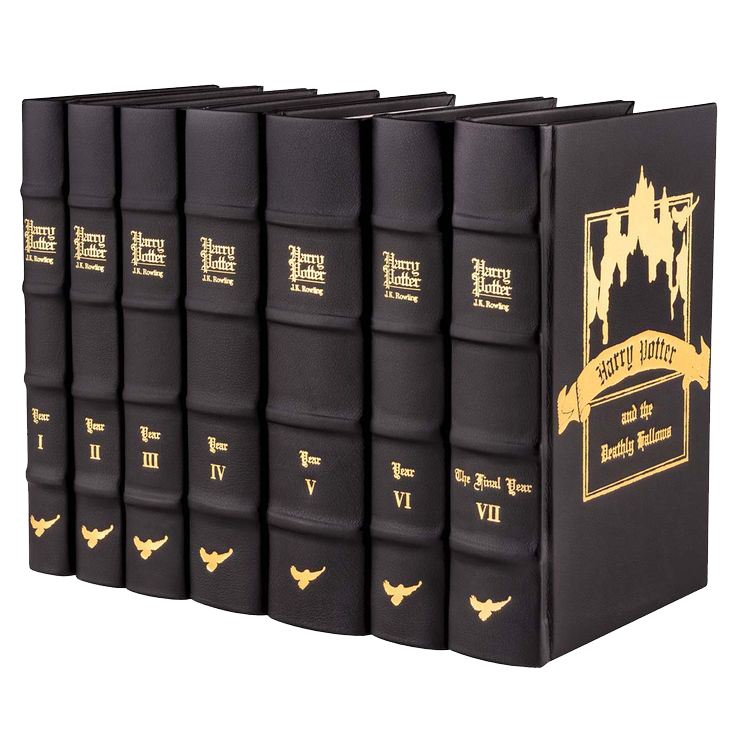 Harry
Potter
J.K. Rowling
Year
I
Harry
Potter
J.K. Rowling
Year
II
Harry
Potter
J.K. Rowling
Year
III
Harry
Potter
J.K. Rowling
Year
IV
Harry
Potter
J.K. Rowling
Year
V
Harry
Potter
J.K. Rowling
Year
VI
Harry
Potter
J.K. Rowling
The Final Year
VII
Harry Potter
and the
Deathly Hallows